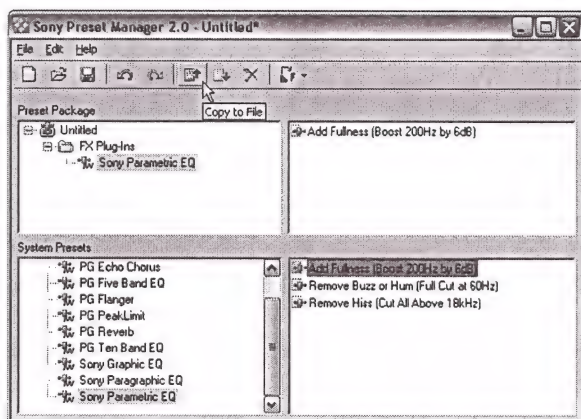 Sony Preset Manager 2.0 - Untitled*
File Edit Help
Copy to File
Preset Package
Untitled
FX Plug-Ins
Sony Parametric EQ
Add Fullness (Boost 200Hz by 6dB)
System Presets
PG Echo Chorus
PG Five Band EQ
PG Flanger
PG PeakLimit
PG Reverb
PG Ten Band EQ
Sony Graphic EQ
Sony Paragraphic EQ
Sony Parametric EQ
Add Fullness (Boost 200Hz by 6dB)
Remove Buzz or Hum (Full Cut at 60Hz)
Remove Hiss (Cut All Above 18kHz)